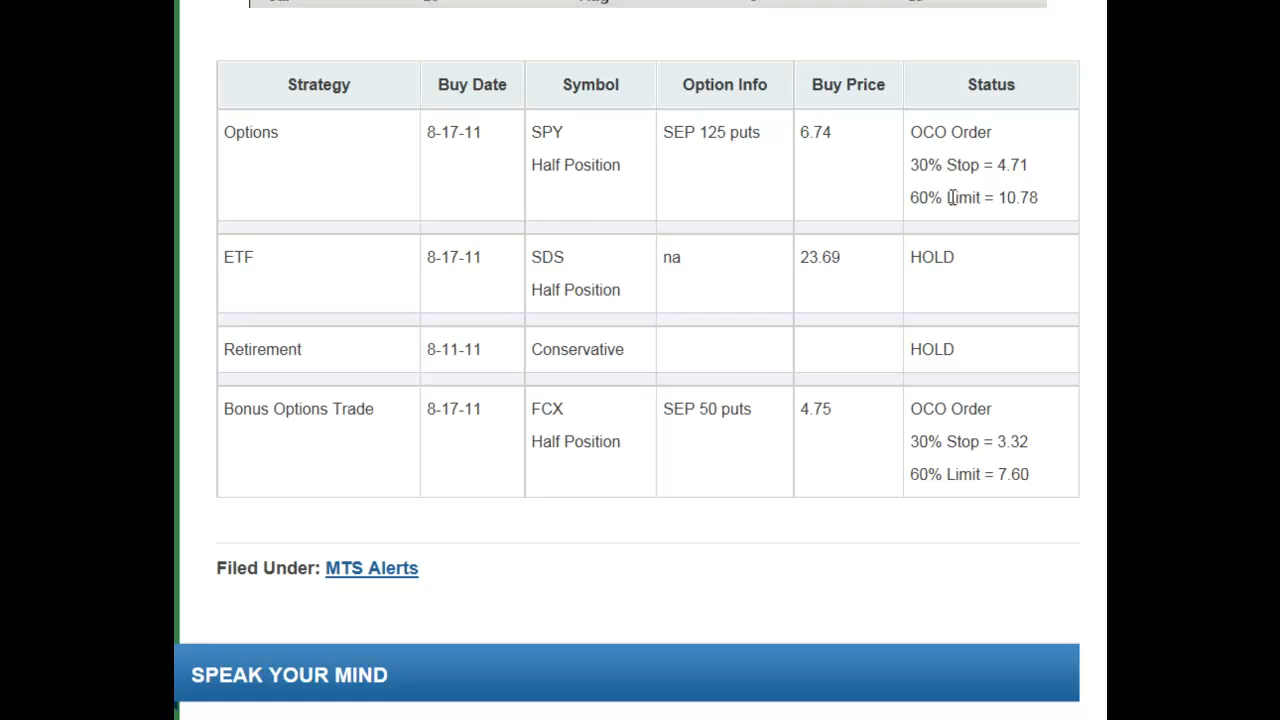 Strategy Buy Date Symbol Option Info Buy Price Status
Options 8-17-11 SPY SEP 125 puts 6.74 OCO Order
Half Position 30% Stop = 4.71
60% Limit = 10.78
ETF 8-17-11 SDS na 23.69 HOLD
Half Position
Retirement 8-11-11 Conservative HOLD
Bonus Options Trade 8-17-11 FCX SEP 50 puts 4.75 OCO Order
Half Position 30% Stop = 3.32
60% Limit = 7.60
Filed Under: MTS Alerts
SPEAK YOUR MIND